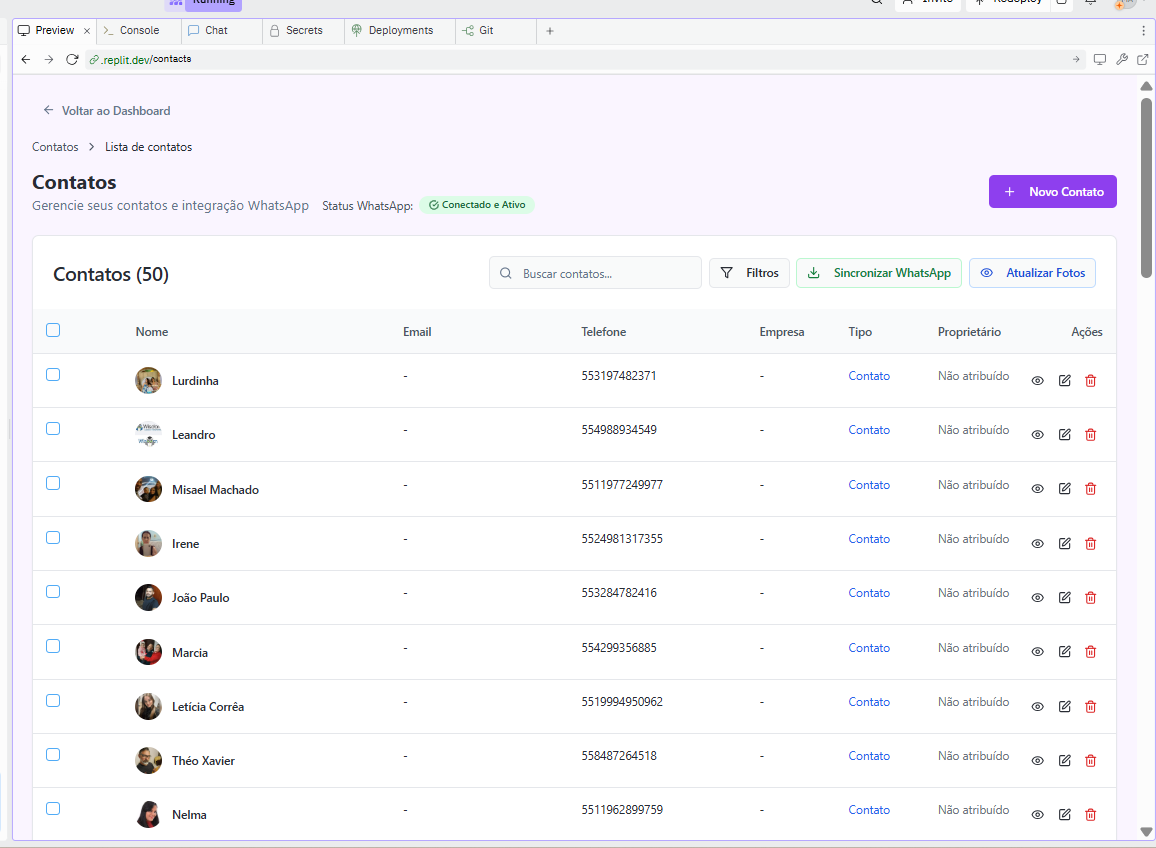 Running
Invite
Redeploy
Preview
Console
Chat
Secrets
Deployments
Git
.replit.dev/contacts
Voltar ao Dashboard
Contatos > Lista de contatos
Contatos
Gerencie seus contatos e integração WhatsApp Status WhatsApp: Conectado e Ativo
Novo Contato
Contatos (50)
Buscar contatos...
Filtros
Sincronizar WhatsApp
Atualizar Fotos
Nome Email Telefone Empresa Tipo Proprietário Ações
Lurdinha - 553197482371 - Contato Não atribuído
Leandro - 554988934549 - Contato Não atribuído
Misael Machado - 5511977249977 - Contato Não atribuído
Irene - 5524981317355 - Contato Não atribuído
João Paulo - 553284782416 - Contato Não atribuído
Marcia - 554299356885 - Contato Não atribuído
Letícia Corrêa - 5519994950962 - Contato Não atribuído
Théo Xavier - 558487264518 - Contato Não atribuído
Nelma - 5511962899759 - Contato Não atribuído